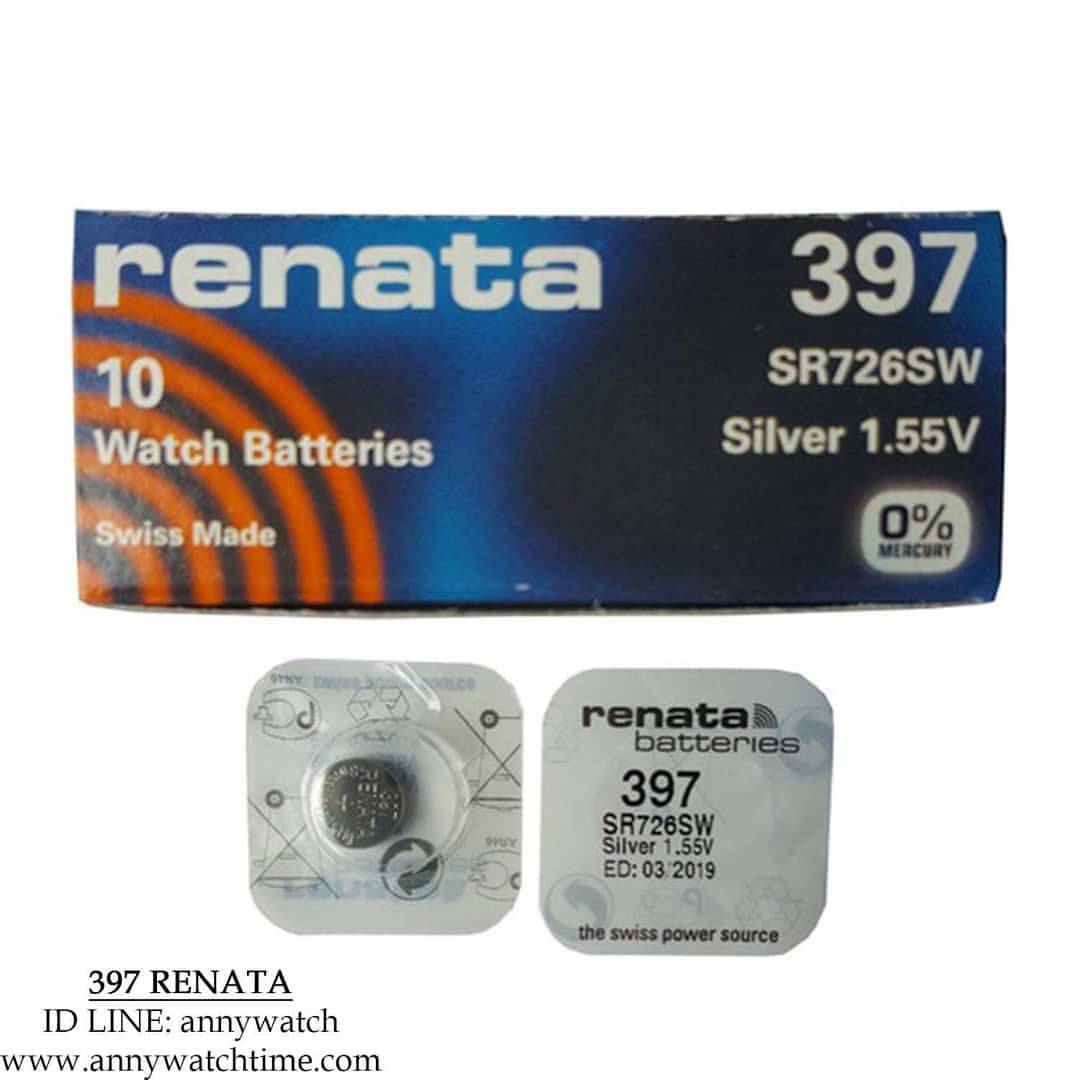 renata
397
10
SR726SW
Watch Batteries
Silver 1.55V
Swiss Made
0%
MERCURY
renata
batteries
397
SR726SW
Silver 1.55V
ED: 03/2019
the swiss power source
397 RENATA
ID LINE: annywatch
www.annywatchtime.com